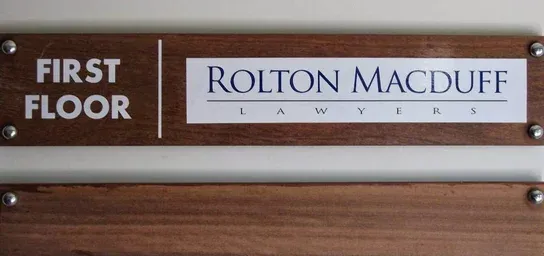 FIRST
FLOOR
ROLTON MACDUFF
LAWYERS